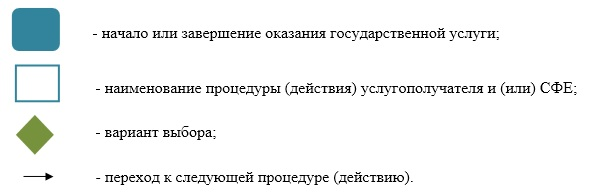 - начало или завершение оказания государственной услуги;
- наименование процедуры (действия) услугополучателя и (или) СФЕ;
- вариант выбора;
- переход к следующей процедуре (действию).